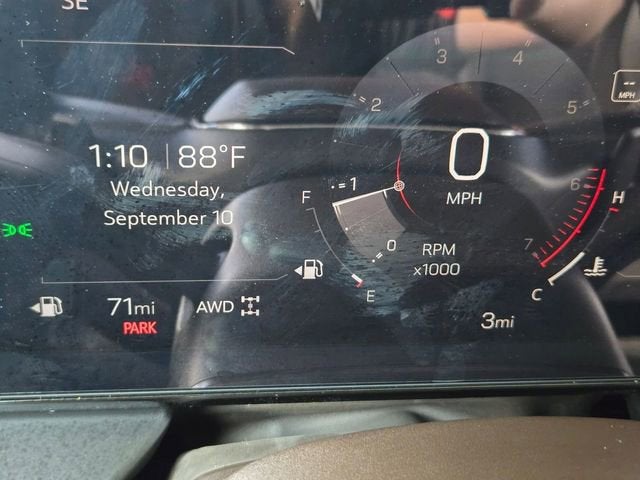 SE
3
4
2
5
-- MPH
1:10 | 88°F
0
1
6
Wednesday,
F
MPH
H
September 10
0
RPM
7
x1000
E
C
71mi
AWD
3mi
PARK